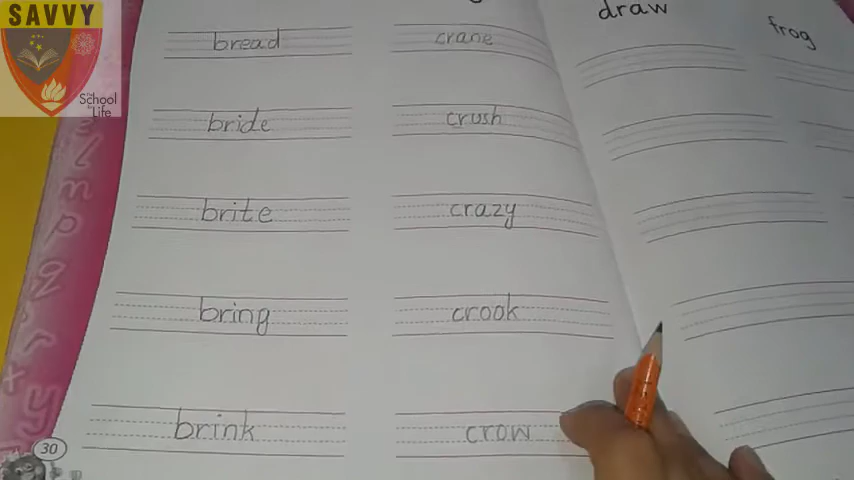 SAVVY
The School
for Life
bread
bride
brite
bring
brink
30
crane
crush
crazy
crook
crow
draw
frog
l
m
p
q
r
x
y